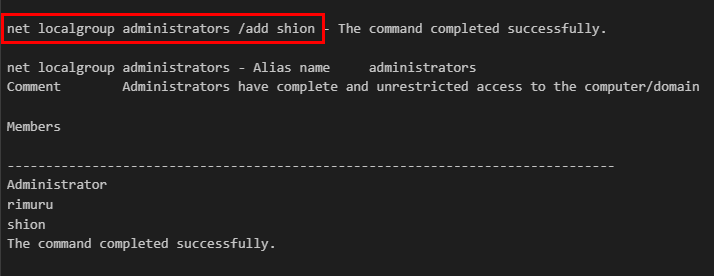 net localgroup administrators /add shion - The command completed successfully.
net localgroup administrators - Alias name     administrators
Comment        Administrators have complete and unrestricted access to the computer/domain
Members
-------------------------------------------------------------------------------
Administrator
rimuru
shion
The command completed successfully.